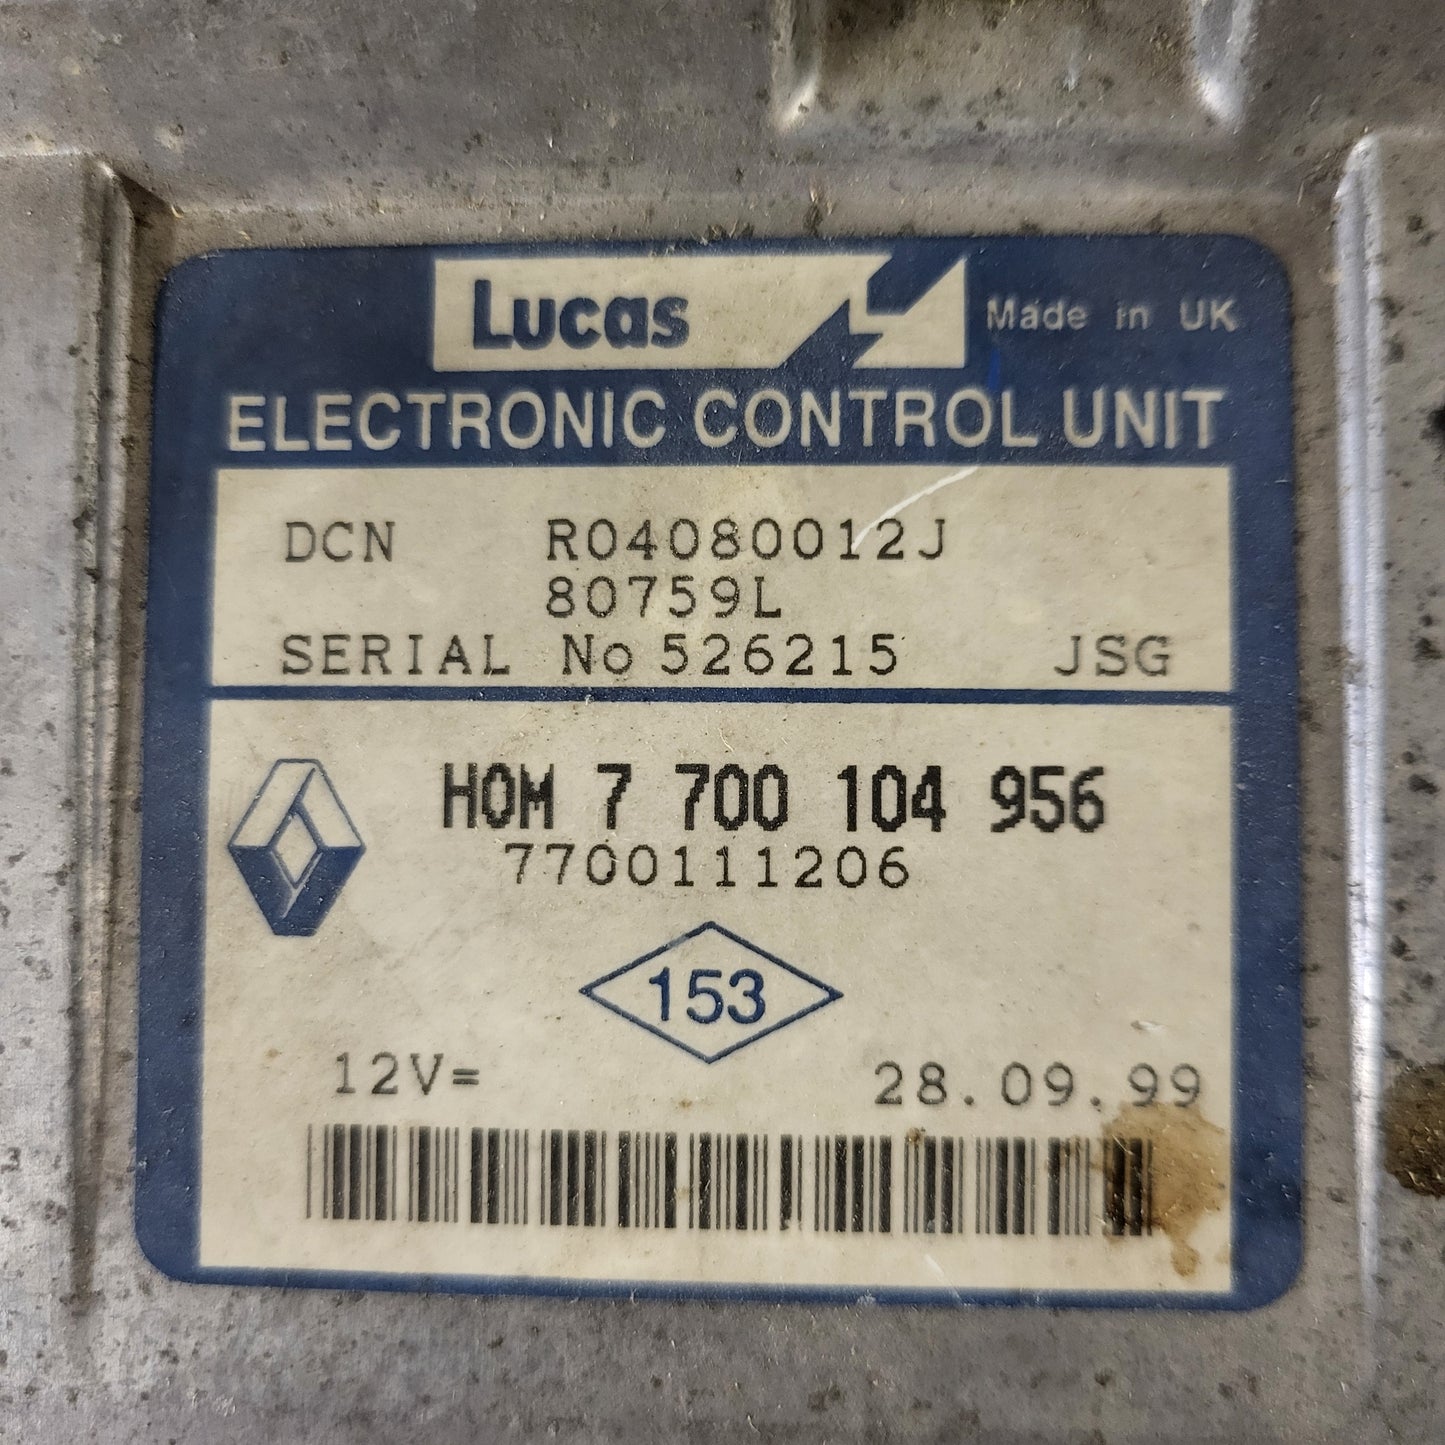 Lucas Made in UK
ELECTRONIC CONTROL UNIT
DCN R04080012J
80759L
SERIAL No 526215 JSG
HOM 7 700 104 956
7700111206
153
12V= 28.09.99